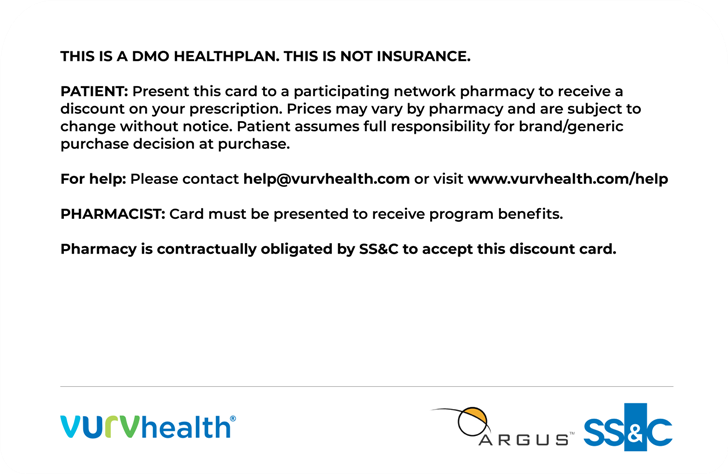 THIS IS A DMO HEALTHPLAN. THIS IS NOT INSURANCE.
PATIENT: Present this card to a participating network pharmacy to receive a
discount on your prescription. Prices may vary by pharmacy and are subject to
change without notice. Patient assumes full responsibility for brand/generic
purchase decision at purchase.
For help: Please contact help@vurvhealth.com or visit www.vurvhealth.com/help
PHARMACIST: Card must be presented to receive program benefits.
Pharmacy is contractually obligated by SS&C to accept this discount card.
vurvhealth® ARGUS™ SS&C